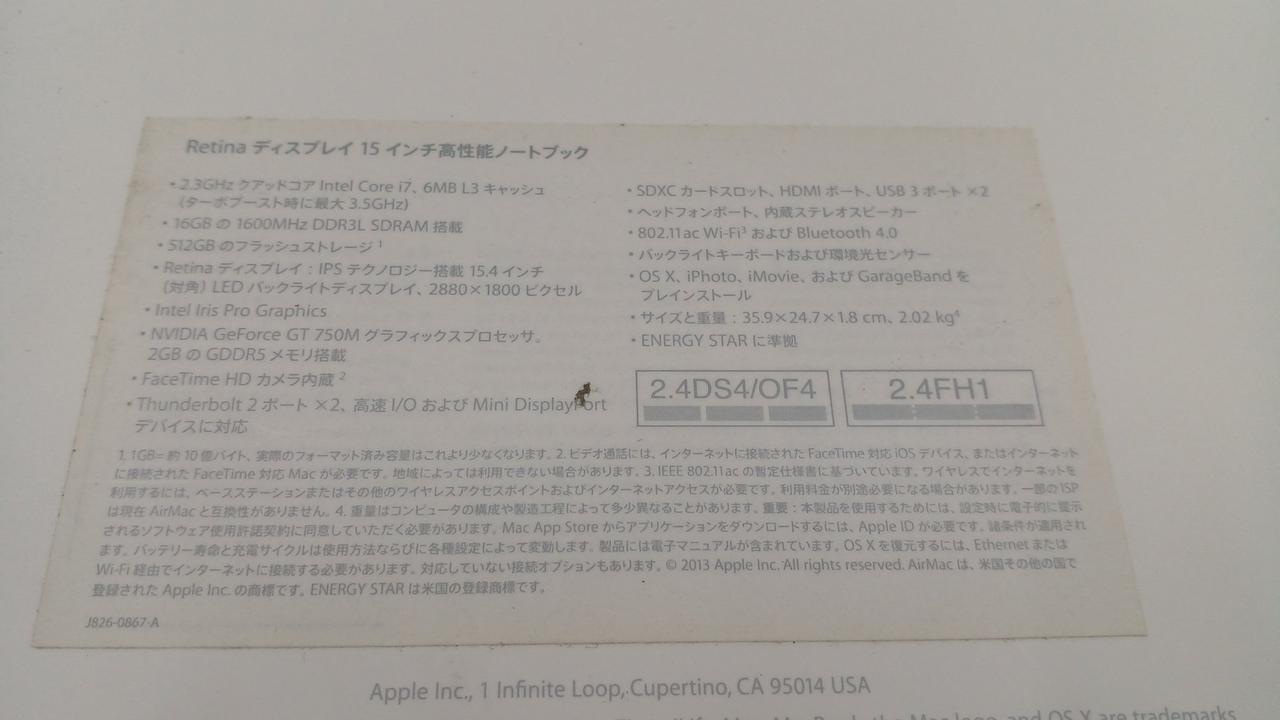 Retina ディスプレイ 15 インチ高性能ノートブック
• 2.3GHz クアッドコア Intel Core i7、6MB L3 キャッシュ
(ターボブースト時に最大 3.5GHz)
• 16GB の 1600MHz DDR3L SDRAM 搭載
• 512GB のフラッシュストレージ 1
• Retina ディスプレイ：IPS テクノロジー搭載 15.4 インチ
(対角) LED バックライトディスプレイ、2880×1800 ピクセル
• Intel Iris Pro Graphics
• NVIDIA GeForce GT 750M グラフィックスプロセッサ。
2GB の GDDR5 メモリ搭載
• FaceTime HD カメラ内蔵 2
• Thunderbolt 2 ポート ×2、高速 I/O および Mini DisplayPort
デバイスに対応
• SDXC カードスロット、HDMI ポート、USB 3 ポート ×2
• ヘッドフォンポート、内蔵ステレオスピーカー
• 802.11ac Wi-Fi3 および Bluetooth 4.0
• バックライトキーボードおよび環境光センサー
• OS X、iPhoto、iMovie、および GarageBand を
プレインストール
• サイズと重量：35.9×24.7×1.8 cm、2.02 kg4
• ENERGY STAR に準拠
2.4DS4/OF4
2.4FH1
1. 1GB＝約 10 億バイト、実際のフォーマット済み容量はこれより少なくなります。2. ビデオ通話には、インターネットに接続された FaceTime 対応 iOS デバイス、またはインターネット
に接続された FaceTime 対応 Mac が必要です。地域によっては利用できない場合があります。3. IEEE 802.11ac の暫定仕様書に基づいています。ワイヤレスでインターネットを
利用するには、ベースステーションまたはその他のワイヤレスアクセスポイントおよびインターネットアクセスが必要です。利用料金が別途必要になる場合があります。一部の ISP
は現在 AirMac と互換性がありません。4. 重量はコンピュータの構成や製造工程によって多少異なることがあります。重要：本製品を使用するためには、設定時に電子的に提示
されるソフトウェア使用許諾契約に同意していただく必要があります。Mac App Store からアプリケーションをダウンロードするには、Apple ID が必要です。諸条件が適用され
ます。バッテリー寿命と充電サイクルは使用方法ならびに各種設定によって変動します。製品には電子マニュアルが含まれています。OS X を復元するには、Ethernet または
Wi-Fi 経由でインターネットに接続する必要があります。対応していない接続オプションもあります。© 2013 Apple Inc. All rights reserved. AirMac は、米国その他の国で
登録された Apple Inc. の商標です。ENERGY STAR は米国の登録商標です。
J826-0867-A
Apple Inc., 1 Infinite Loop, Cupertino, CA 95014 USA
the Mac logo, and OS X are trademarks